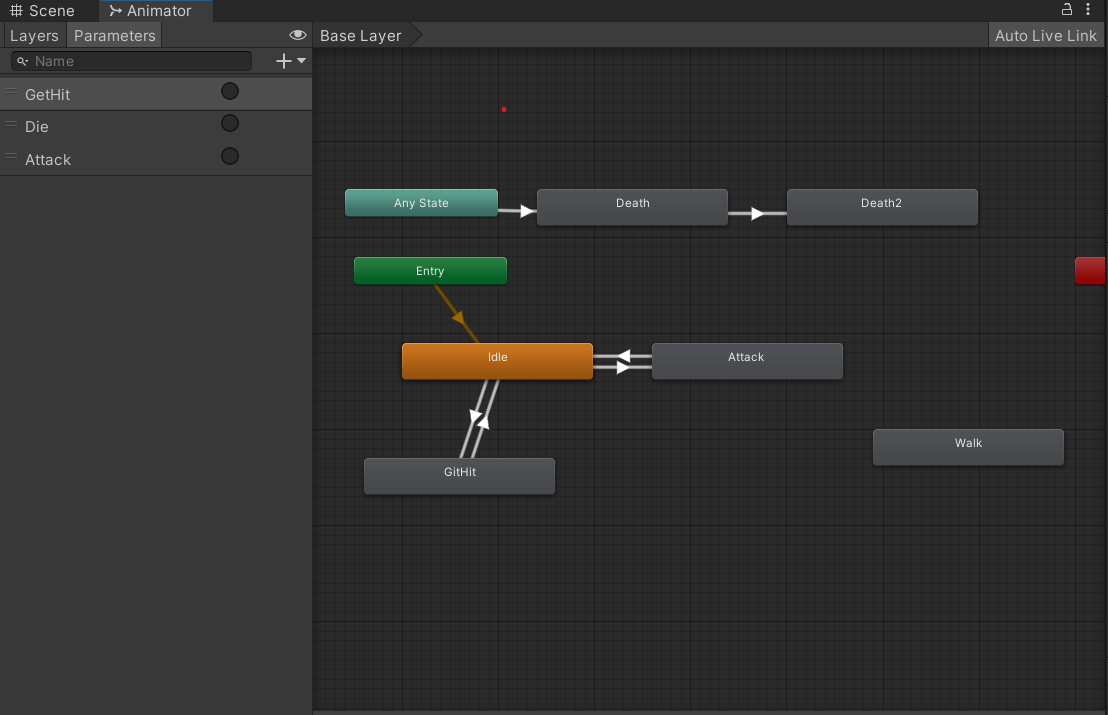 Scene
Animator
Layers
Parameters
Base Layer
Auto Live Link
Name
GetHit
Die
Attack
Any State
Death
Death2
Entry
Idle
Attack
Walk
GitHit